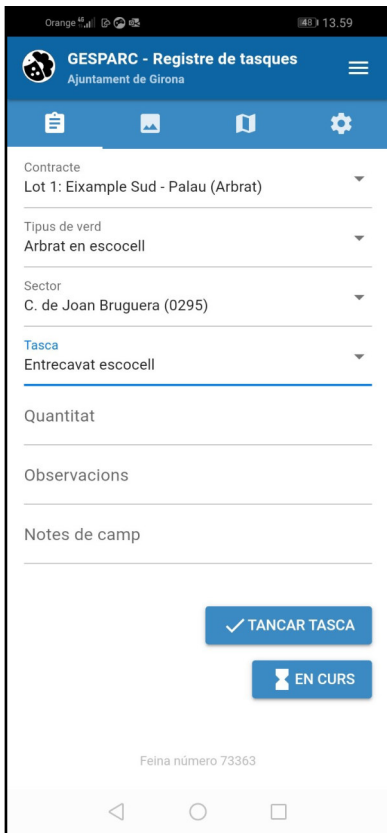 Orange 48 13.59
GESPARC - Registre de tasques
Ajuntament de Girona
Contracte
Lot 1: Eixample Sud - Palau (Arbrat)
Tipus de verd
Arbrat en escocell
Sector
C. de Joan Bruguera (0295)
Tasca
Entrecavat escocell
Quantitat
Observacions
Notes de camp
TANCAR TASCA
EN CURS
Feina número 73363